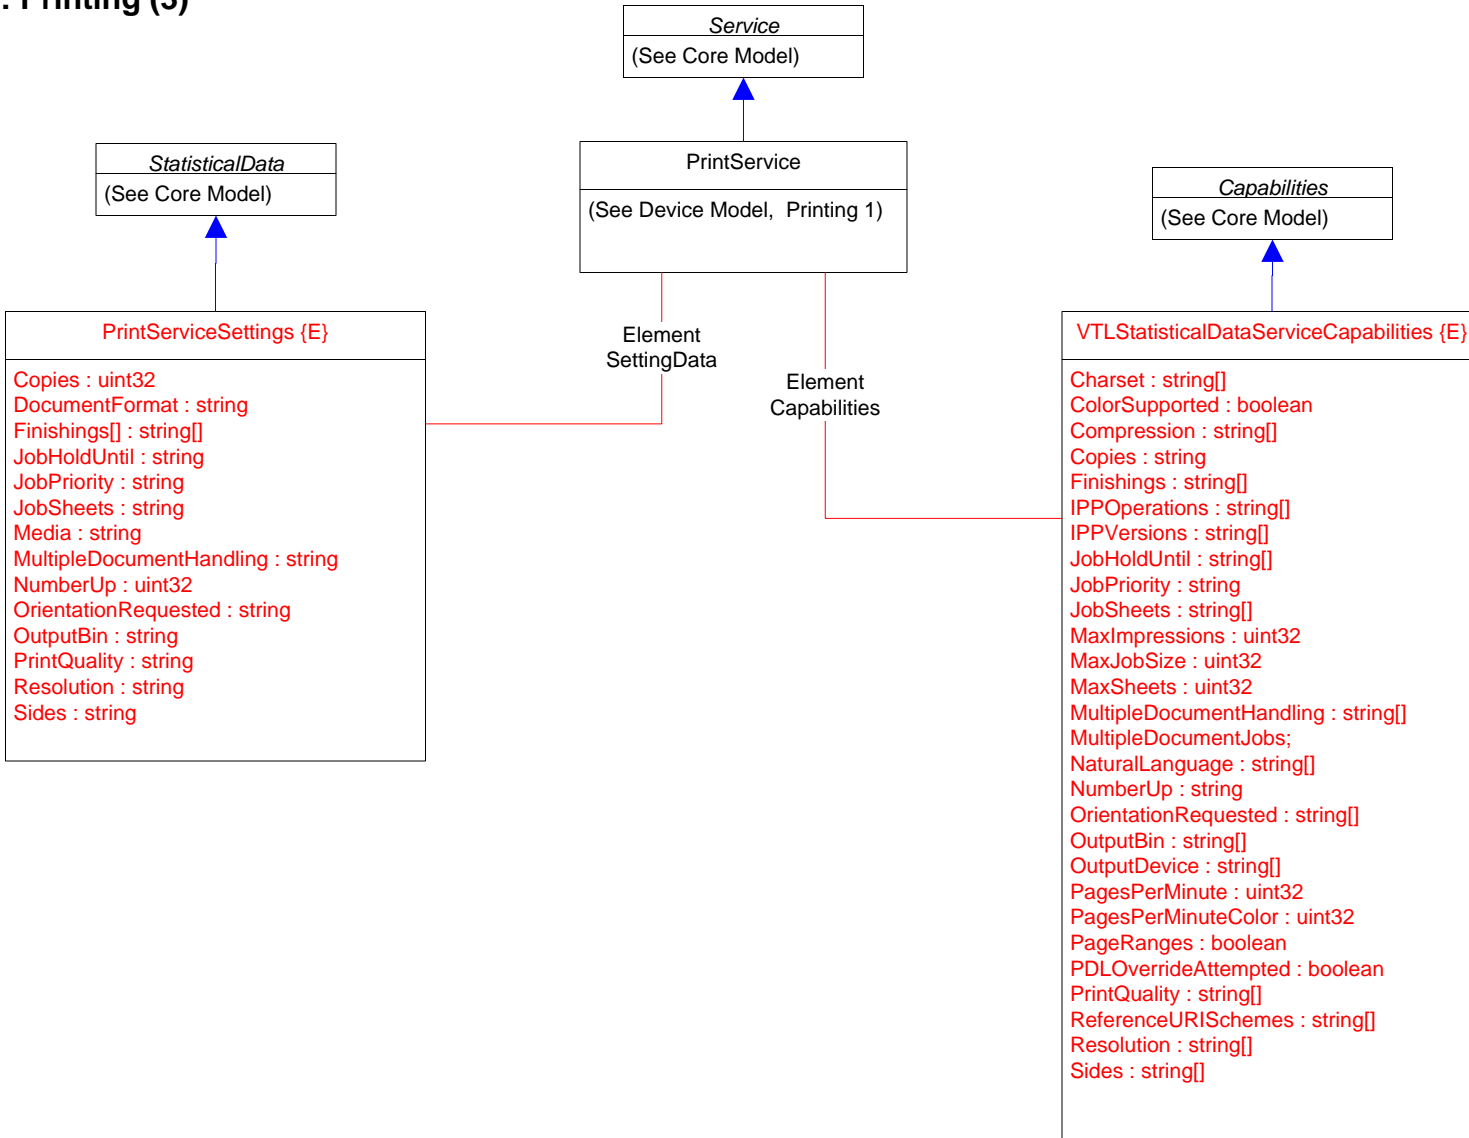 : Printing (3)
Service
(See Core Model)
StatisticalData
(See Core Model)
PrintService
(See Device Model,  Printing 1)
Capabilities
(See Core Model)
PrintServiceSettings {E}
Copies : uint32
DocumentFormat : string
Finishings[] : string[]
JobHoldUntil : string
JobPriority : string
JobSheets : string
Media : string
MultipleDocumentHandling : string
NumberUp : uint32
OrientationRequested : string
OutputBin : string
PrintQuality : string
Resolution : string
Sides : string
Element
SettingData
Element
Capabilities
VTLStatisticalDataServiceCapabilities {E}
Charset : string[]
ColorSupported : boolean
Compression : string[]
Copies : string
Finishings : string[]
IPPOperations : string[]
IPPVersions : string[]
JobHoldUntil : string[]
JobPriority : string
JobSheets : string[]
MaxImpressions : uint32
MaxJobSize : uint32
MaxSheets : uint32
MultipleDocumentHandling : string[]
MultipleDocumentJobs;
NaturalLanguage : string[]
NumberUp : string
OrientationRequested : string[]
OutputBin : string[]
OutputDevice : string[]
PagesPerMinute : uint32
PagesPerMinuteColor : uint32
PageRanges : boolean
PDLOverrideAttempted : boolean
PrintQuality : string[]
ReferenceURISchemes : string[]
Resolution : string[]
Sides : string[]